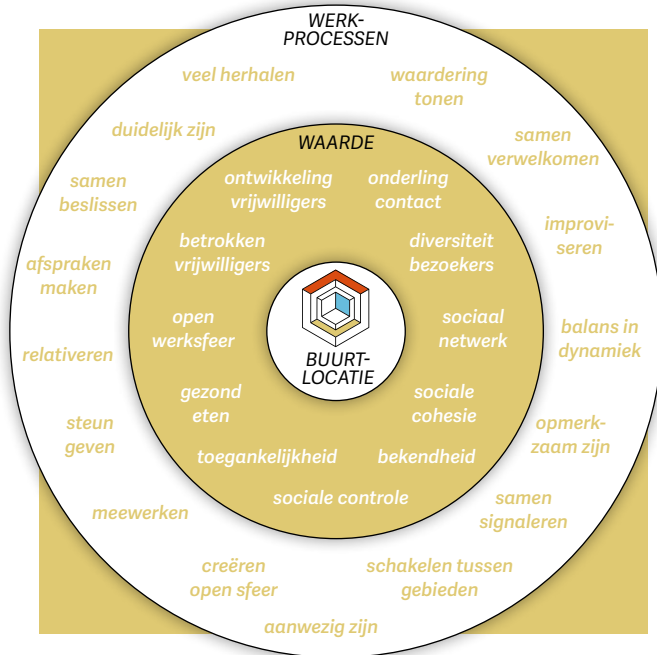 WERK-
PROCESSEN
veel herhalen
waardering
tonen
duidelijk zijn
samen
verwelkomen
samen
beslissen
improvi-
seren
afspraken
maken
balans in
dynamiek
relativeren
steun
geven
opmerk-
zaam zijn
meewerken
samen
signaleren
creëren
open sfeer
schakelen tussen
gebieden
aanwezig zijn
WAARDE
ontwikkeling
vrijwilligers
onderling
contact
betrokken
vrijwilligers
diversiteit
bezoekers
open
werksfeer
sociaal
netwerk
gezond
eten
sociale
cohesie
toegankelijkheid
bekendheid
sociale controle
BUURT-
LOCATIE